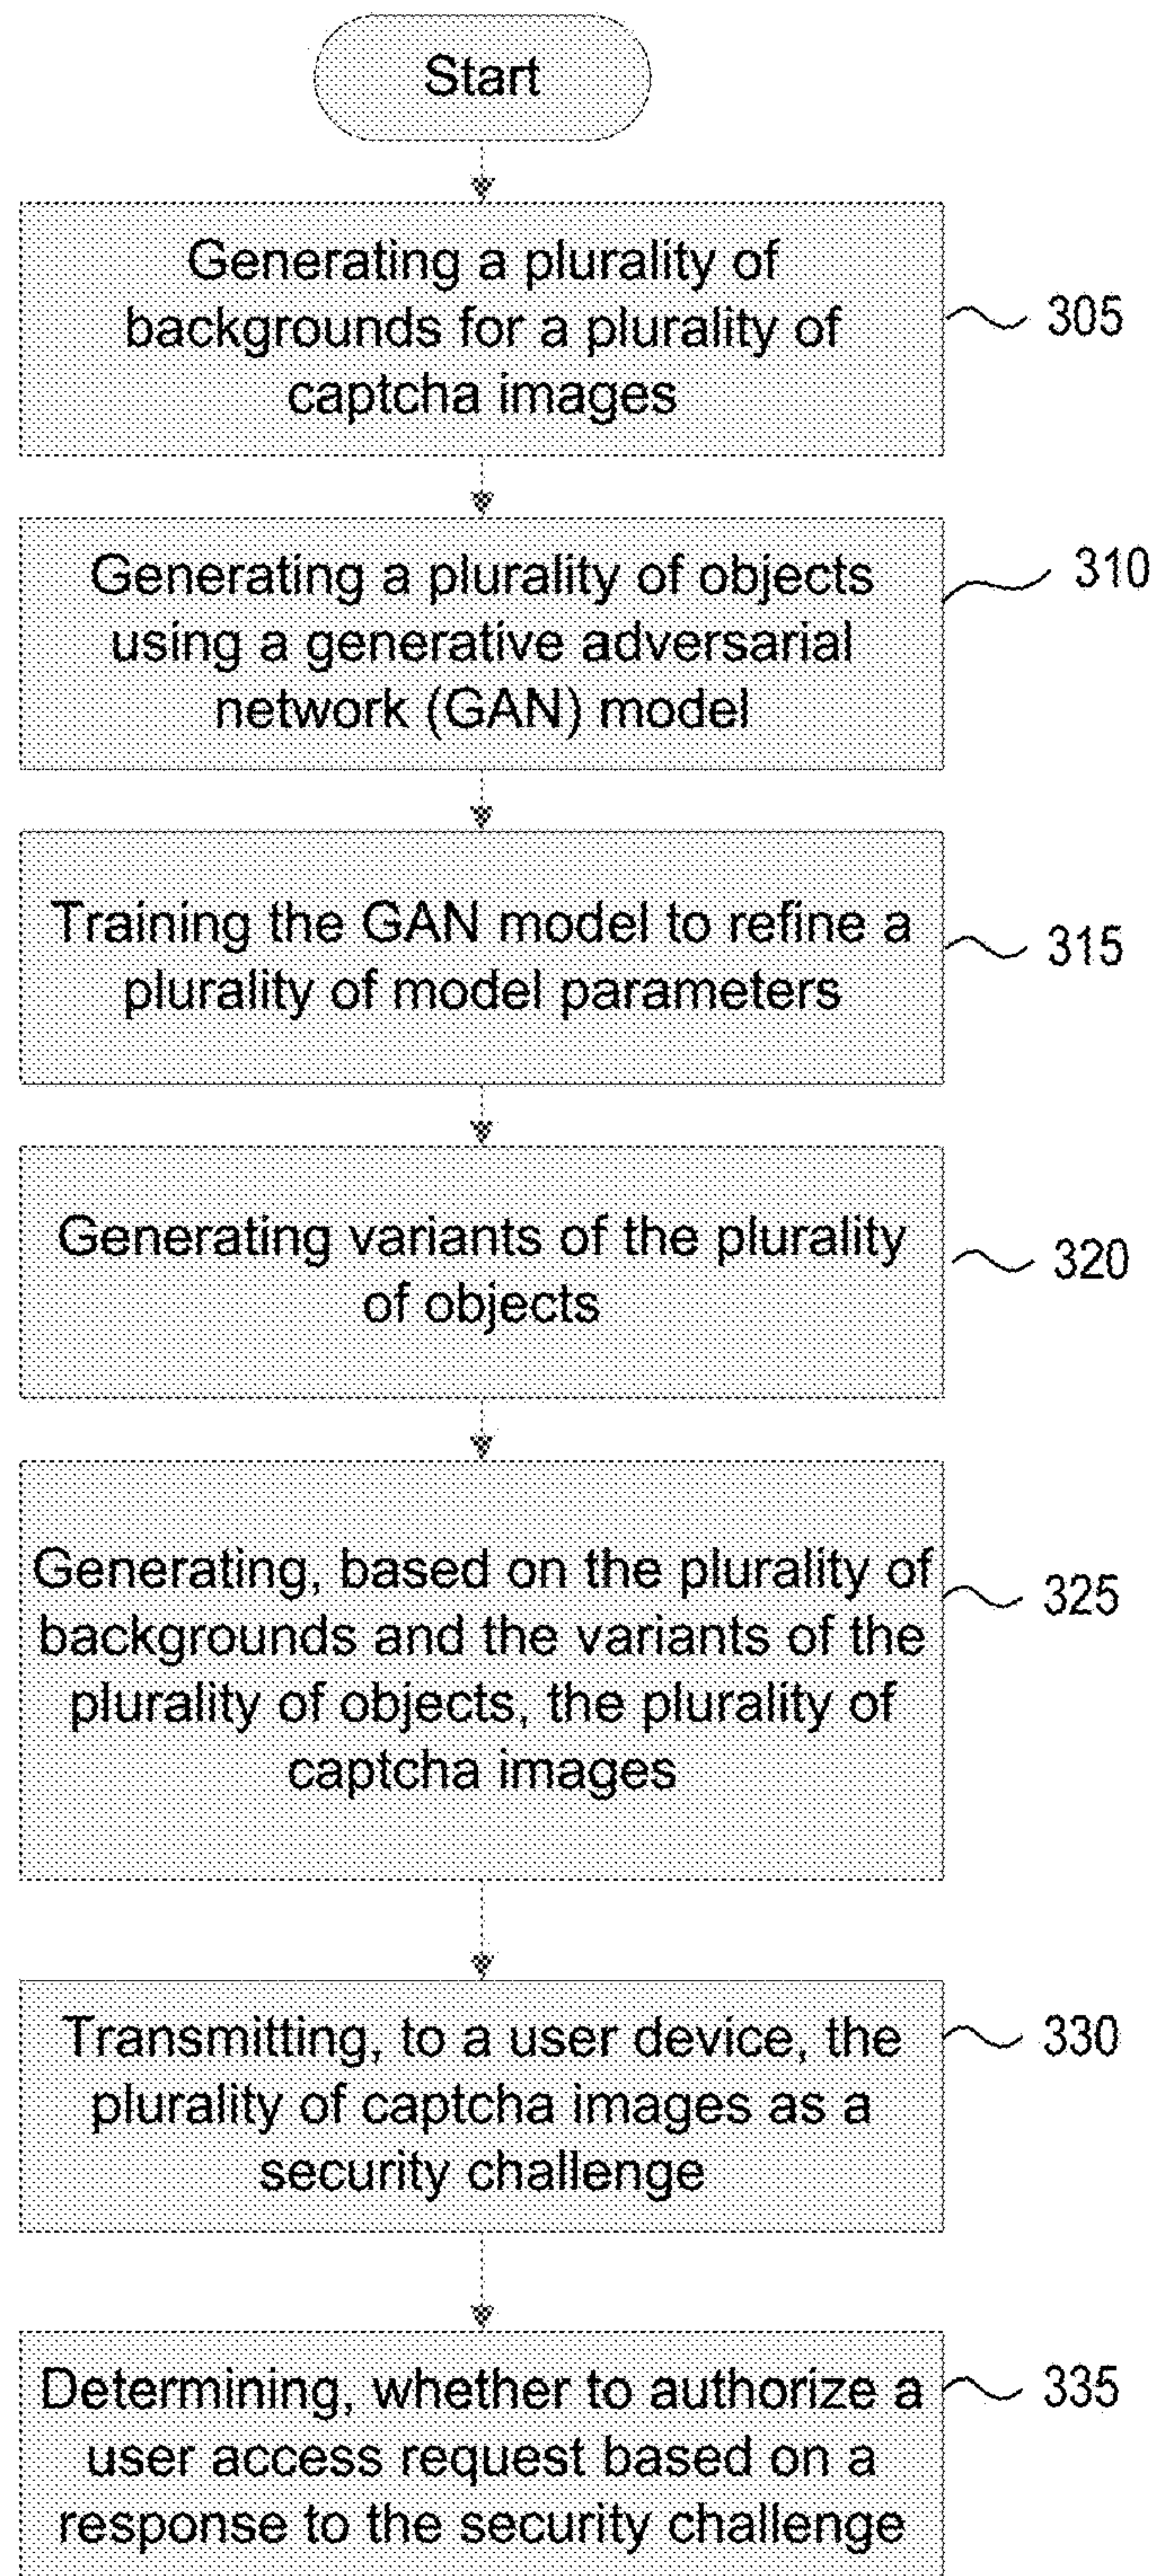 Start
Generating a plurality of
backgrounds for a plurality of
captcha images
305
Generating a plurality of objects
using a generative adversarial
network (GAN) model
310
Training the GAN model to refine a
plurality of model parameters
315
Generating variants of the plurality
of objects
320
Generating, based on the plurality of
backgrounds and the variants of the
plurality of objects, the plurality of
captcha images
325
Transmitting, to a user device, the
plurality of captcha images as a
security challenge
330
Determining, whether to authorize a
user access request based on a
response to the security challenge
335